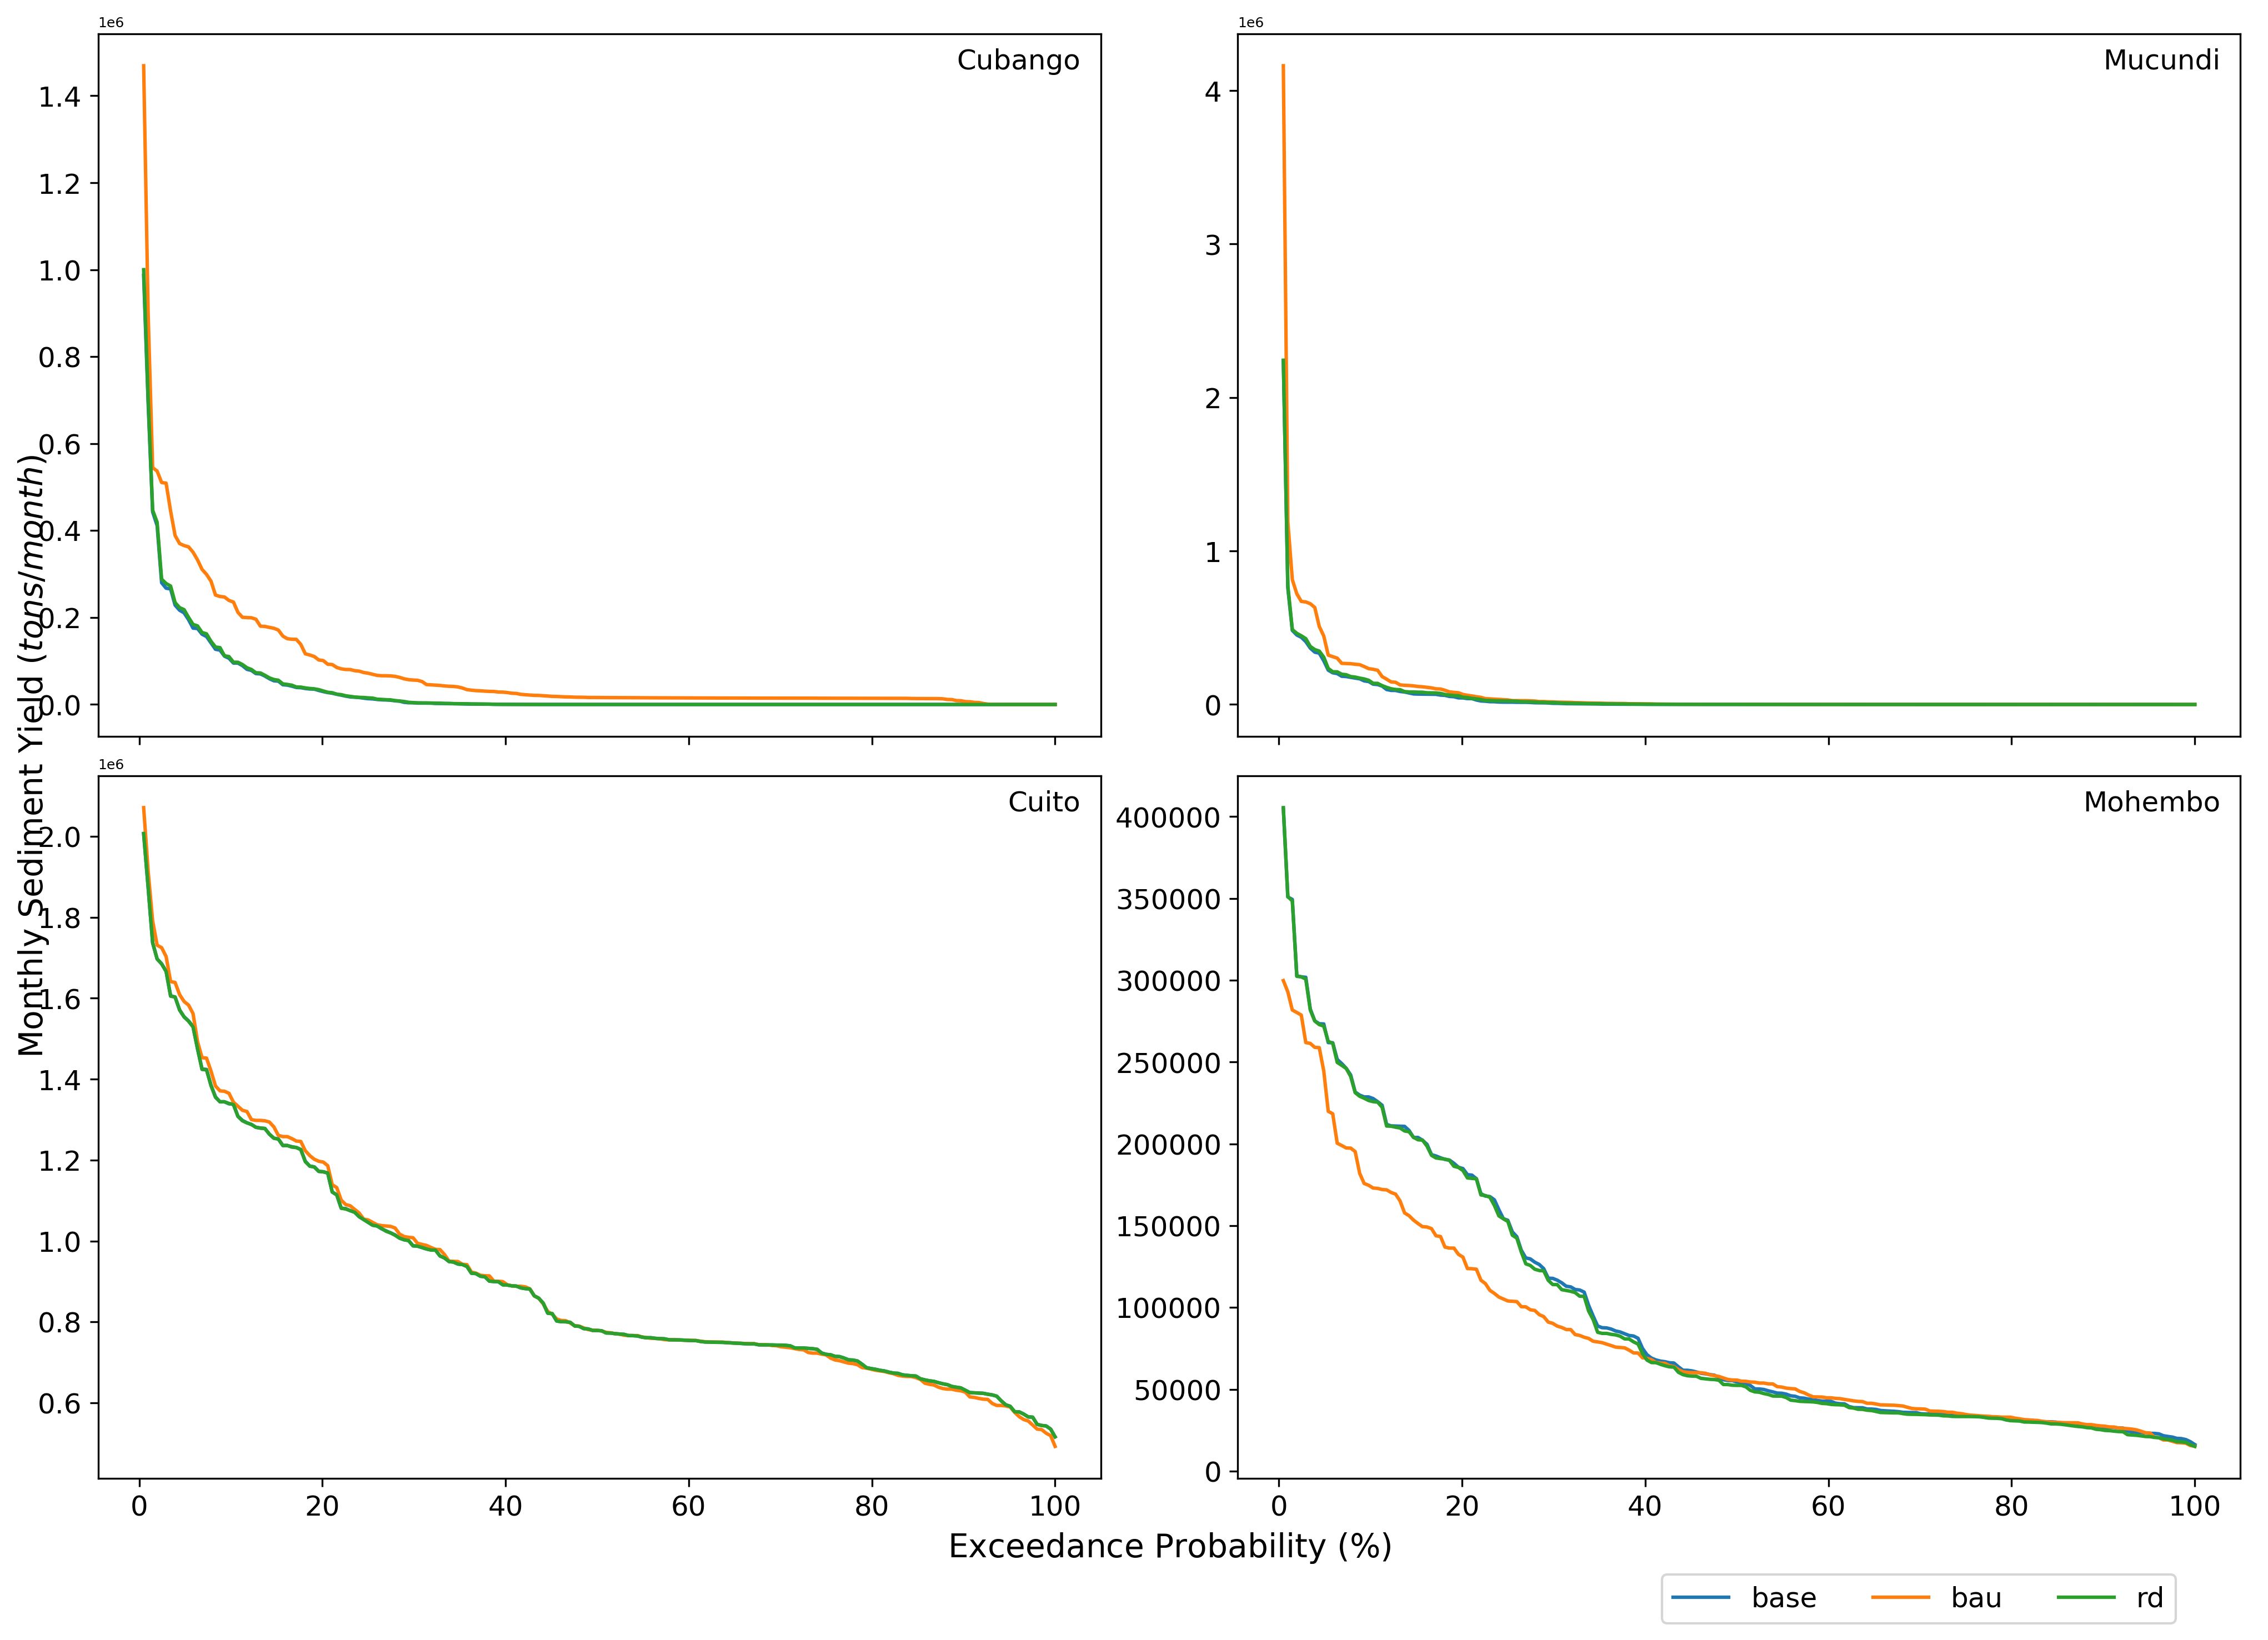 1e6
Cubango
1.4
1.2
1.0
0.8
0.6
0.4
0.2
0.0
1e6
Mucundi
4
3
2
1
0
Monthly Sediment Yield (tons/month)
1e6
Cuito
2.0
1.8
1.6
1.4
1.2
1.0
0.8
0.6
0 20 40 60 80 100
Mohembo
400000
350000
300000
250000
200000
150000
100000
50000
0
0 20 40 60 80 100
Exceedance Probability (%)
base bau rd